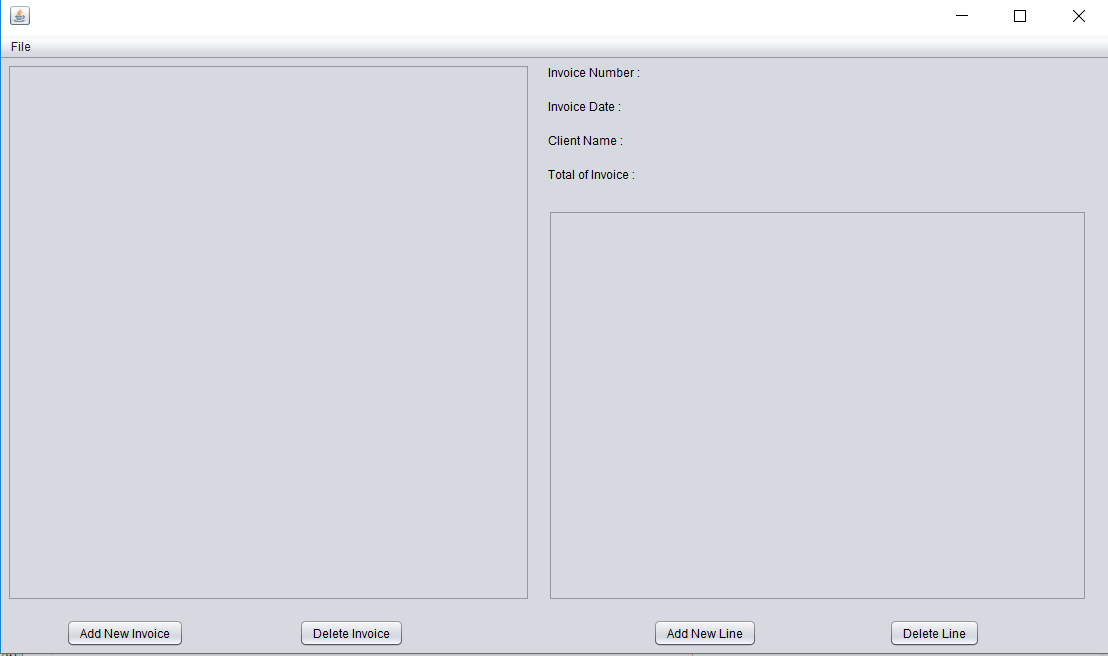 File
Invoice Number :
Invoice Date :
Client Name :
Total of Invoice :
Add New Invoice
Delete Invoice
Add New Line
Delete Line